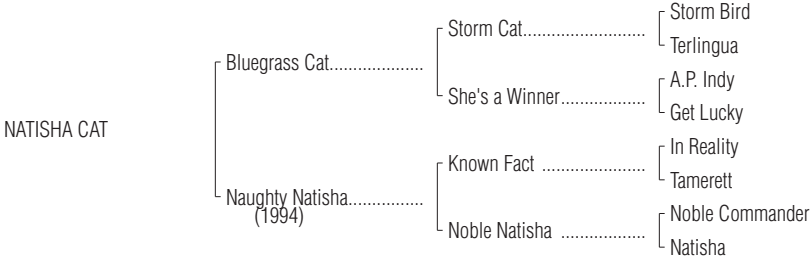 Storm Bird
Storm Cat..........................
Terlingua
Bluegrass Cat....................
A.P. Indy
She's a Winner..................
Get Lucky
NATISHA CAT
In Reality
Known Fact ......................
Tamerett
Naughty Natisha................
(1994)
Noble Commander
Noble Natisha ..................
Natisha